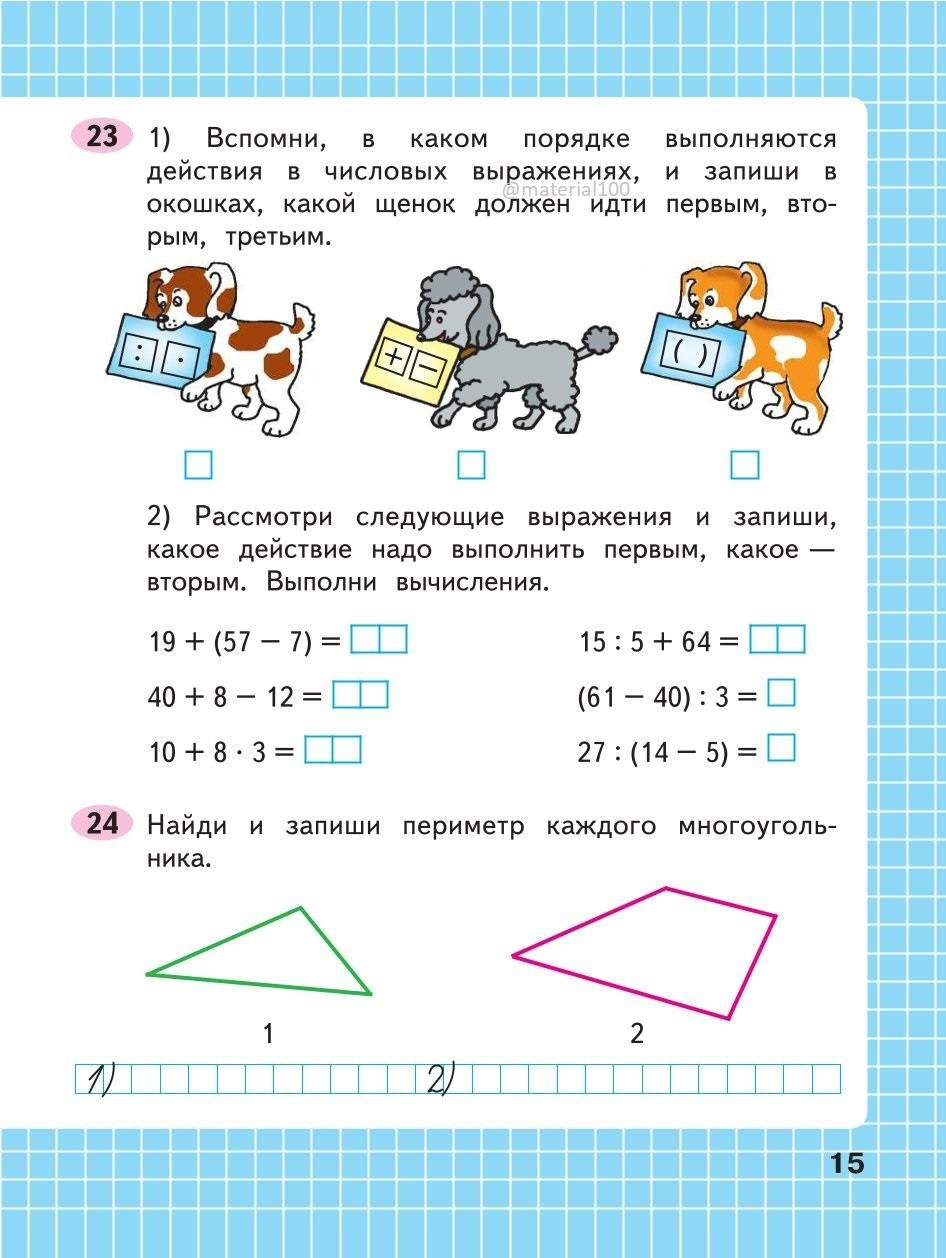 23 1) Вспомни, в каком порядке выполняются
действия в числовых выражениях, и запиши в
@material100
окошках, какой щенок должен идти первым, вто-
рым, третьим.
: · + − ( )
2) Рассмотри следующие выражения и запиши,
какое действие надо выполнить первым, какое —
вторым. Выполни вычисления.
19 + (57 − 7) = 15 : 5 + 64 =
40 + 8 − 12 = (61 − 40) : 3 =
10 + 8 · 3 = 27 : (14 − 5) =
24 Найди и запиши периметр каждого многоуголь-
ника.
1 2
1) 2)
15